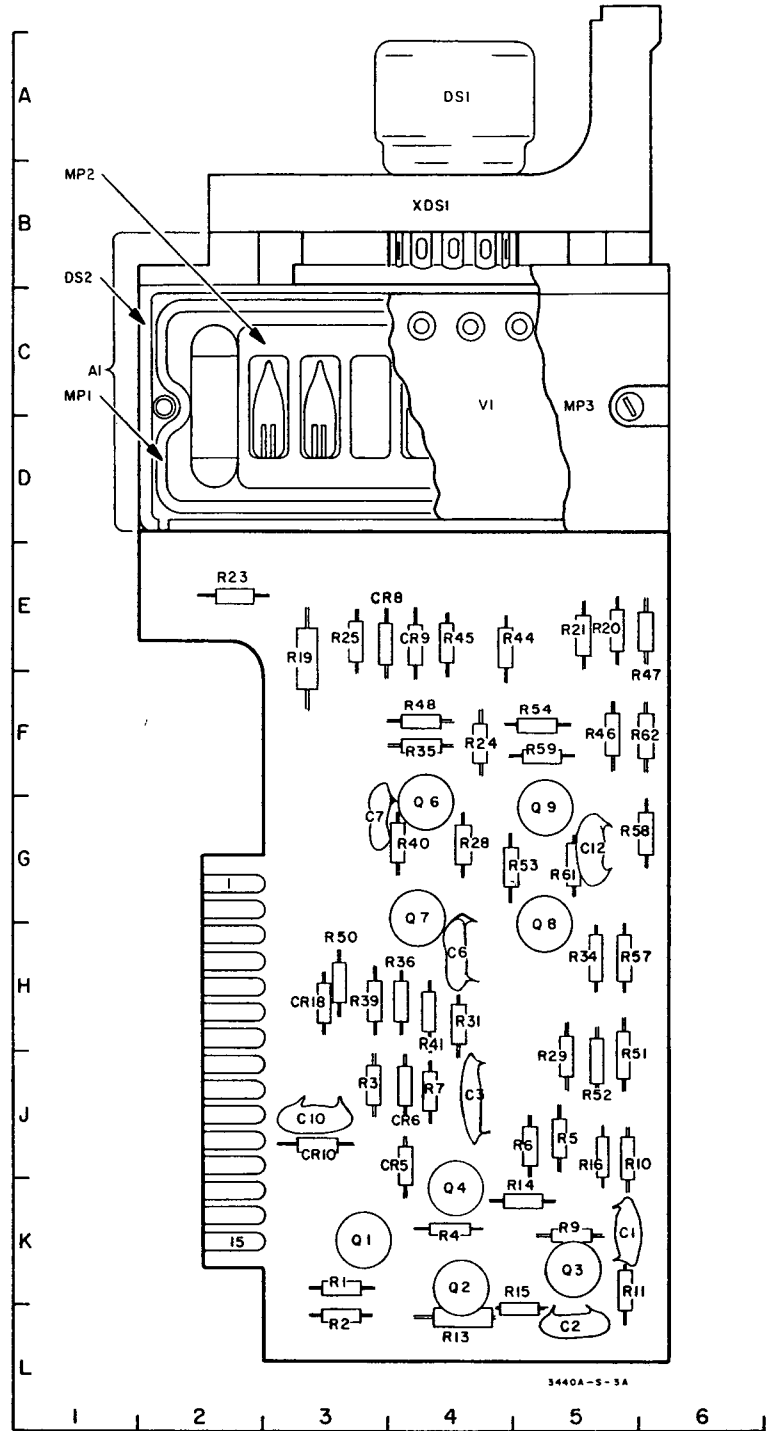 A
DS1
MP2
B
XDS1
DS2
C
A1
MP1
V1
MP3
D
R23
E
CR8
R19
R25
CR9
R45
R44
R21
R20
R47
R48
R54
F
R35
R24
R59
R46
R62
C7
Q6
Q9
R58
G
R40
R28
R53
R61
C12
1
Q7
Q8
C6
R50
R36
R34
R57
H
CR18
R39
R41
R31
R29
R51
R3
R7
C3
R52
J
C10
CR6
R6
R5
CR10
CR5
R16
R10
Q4
R14
K
15
Q1
R4
R9
C1
Q3
R1
Q2
R15
R11
R2
R13
C2
L
3440A-S-3A
1 2 3 4 5 6